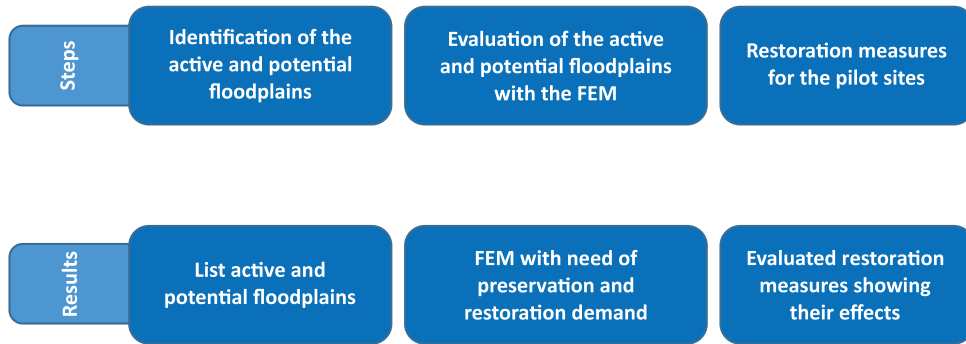 Steps
Identification of the
active and potential
floodplains
Evaluation of the active
and potential floodplains
with the FEM
Restoration measures
for the pilot sites
Results
List active and
potential floodplains
FEM with need of
preservation and
restoration demand
Evaluated restoration
measures showing
their effects